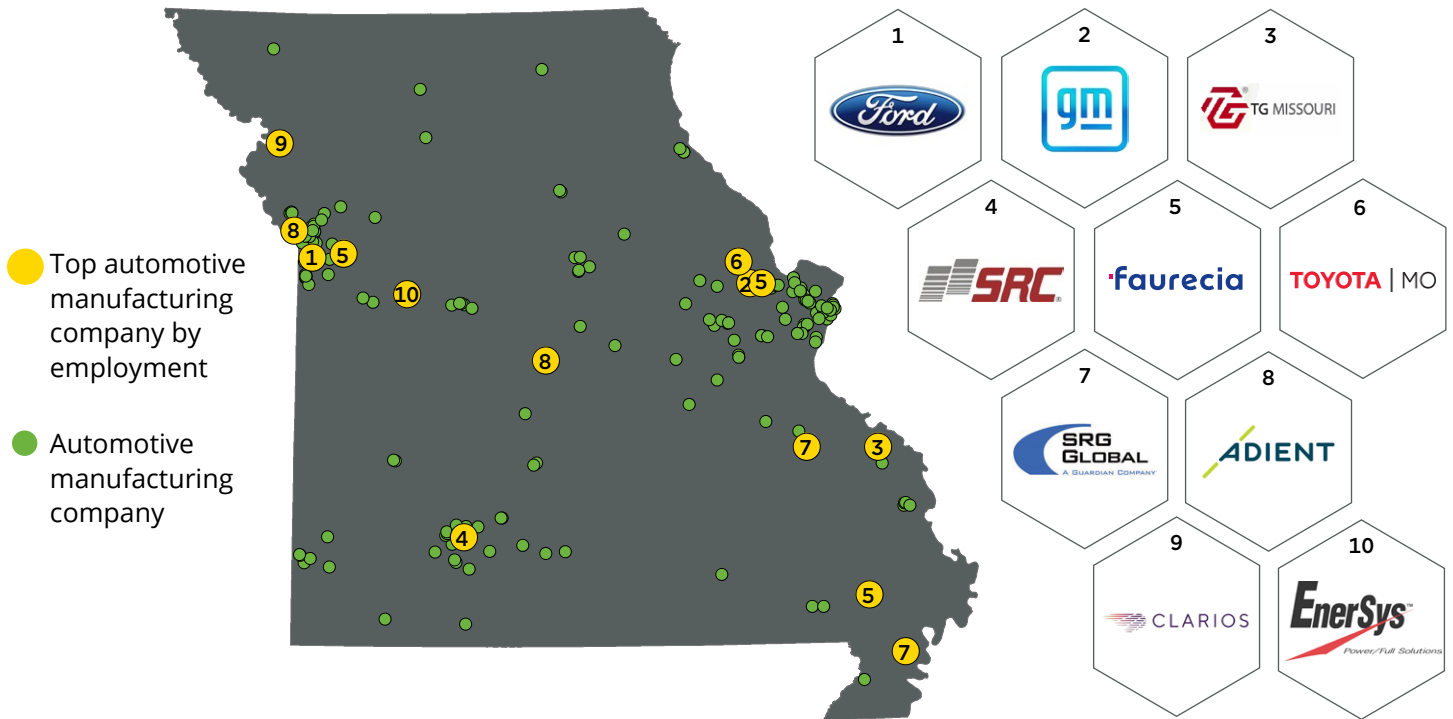 Top automotive
manufacturing
company by
employment
Automotive
manufacturing
company
9
8
1
5
10
6
2
5
8
7
3
4
5
7
1
Ford
2
gm
3
TG
®
TG MISSOURI
4
SRC®
5
faurecia
6
TOYOTA | MO
7
SRG
GLOBAL
A GUARDIAN COMPANY
8
ADIENT
9
CLARIOS
10
EnerSys™
Power/Full Solutions